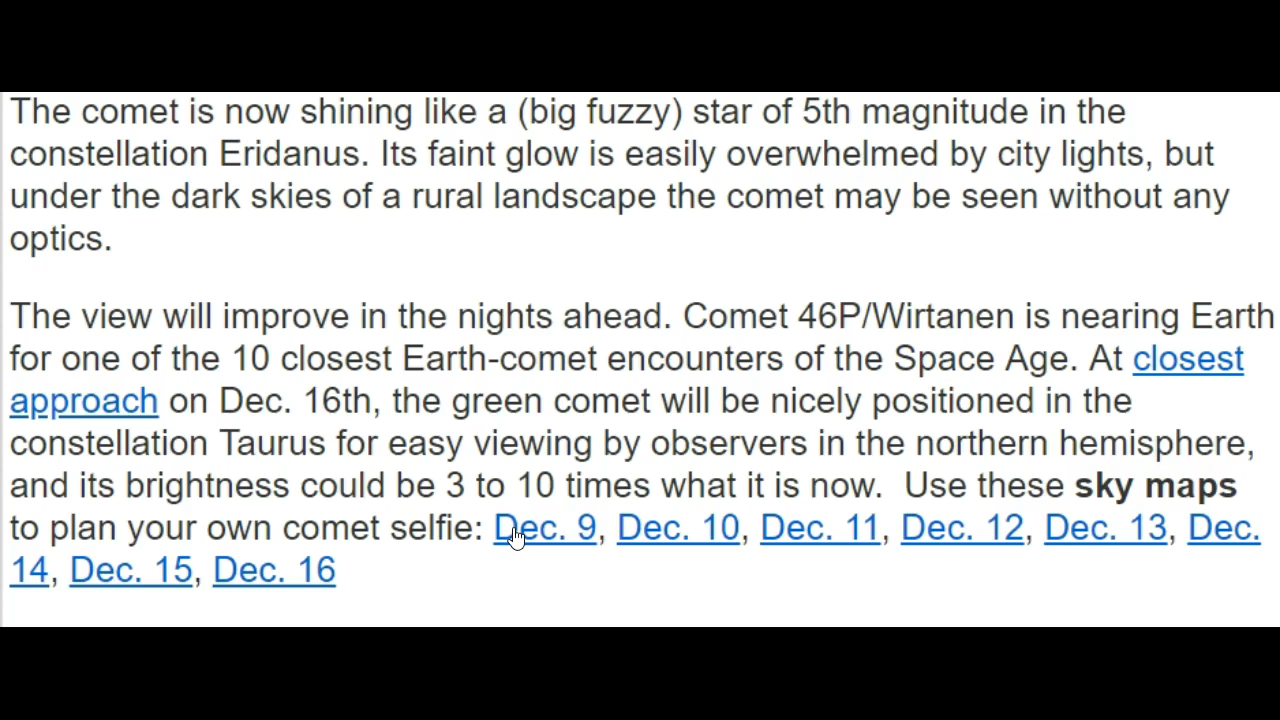 The comet is now shining like a (big fuzzy) star of 5th magnitude in the
constellation Eridanus. Its faint glow is easily overwhelmed by city lights, but
under the dark skies of a rural landscape the comet may be seen without any
optics.
The view will improve in the nights ahead. Comet 46P/Wirtanen is nearing Earth
for one of the 10 closest Earth-comet encounters of the Space Age. At closest
approach on Dec. 16th, the green comet will be nicely positioned in the
constellation Taurus for easy viewing by observers in the northern hemisphere,
and its brightness could be 3 to 10 times what it is now.  Use these sky maps
to plan your own comet selfie: Dec. 9, Dec. 10, Dec. 11, Dec. 12, Dec. 13, Dec.
14, Dec. 15, Dec. 16